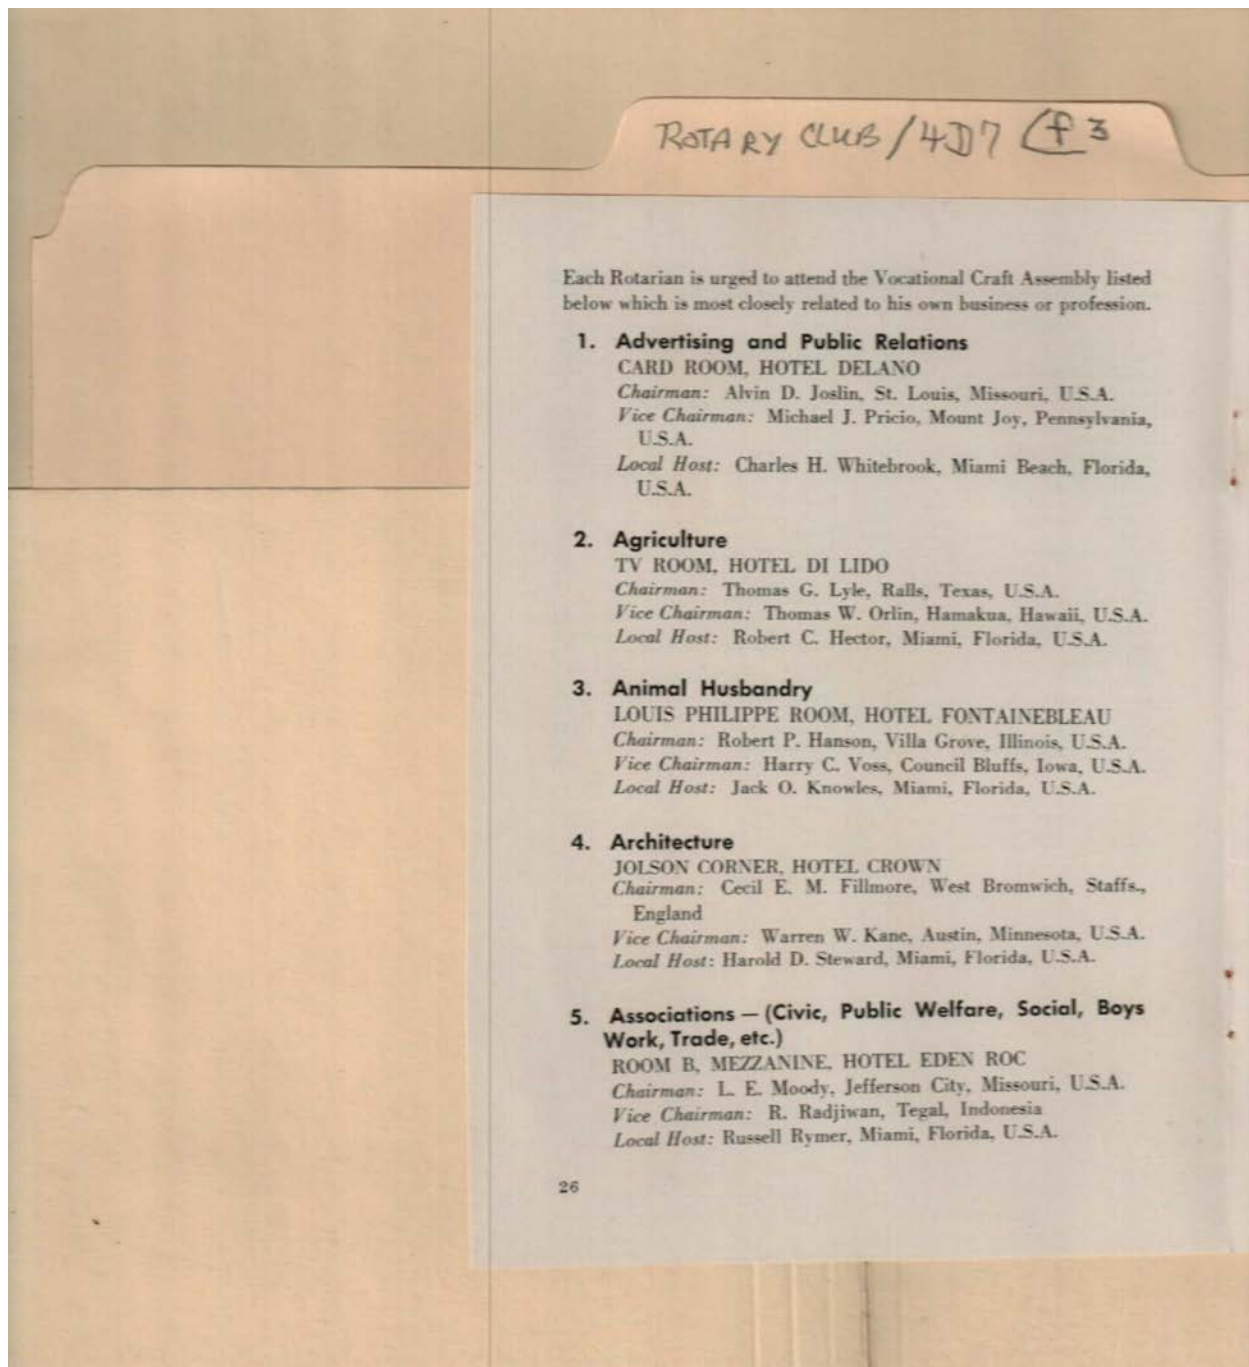 ROTARY CLUB/4D7 (f 3
Each Rotarian is urged to attend the Vocational Craft Assembly listed
below which is most closely related to his own business or profession.
1. Advertising and Public Relations
CARD ROOM, HOTEL DELANO
Chairman: Alvin D. Joslin, St. Louis, Missouri, U.S.A.
Vice Chairman: Michael J. Pricio, Mount Joy, Pennsylvania,
U.S.A.
Local Host: Charles H. Whitebrook, Miami Beach, Florida,
U.S.A.
2. Agriculture
TV ROOM, HOTEL DI LIDO
Chairman: Thomas G. Lyle, Ralls, Texas, U.S.A.
Vice Chairman: Thomas W. Orlin, Hamakua, Hawaii, U.S.A.
Local Host: Robert C. Hector, Miami, Florida, U.S.A.
3. Animal Husbandry
LOUIS PHILIPPE ROOM, HOTEL FONTAINEBLEAU
Chairman: Robert P. Hanson, Villa Grove, Illinois, U.S.A.
Vice Chairman: Harry C. Voss, Council Bluffs, Iowa, U.S.A.
Local Host: Jack O. Knowles, Miami, Florida, U.S.A.
4. Architecture
JOLSON CORNER, HOTEL CROWN
Chairman: Cecil E. M. Fillmore, West Bromwich, Staffs.,
England
Vice Chairman: Warren W. Kane, Austin, Minnesota, U.S.A.
Local Host: Harold D. Steward, Miami, Florida, U.S.A.
5. Associations — (Civic, Public Welfare, Social, Boys
Work, Trade, etc.)
ROOM B, MEZZANINE, HOTEL EDEN ROC
Chairman: L. E. Moody, Jefferson City, Missouri, U.S.A.
Vice Chairman: R. Radjiwan, Tegal, Indonesia
Local Host: Russell Rymer, Miami, Florida, U.S.A.
26